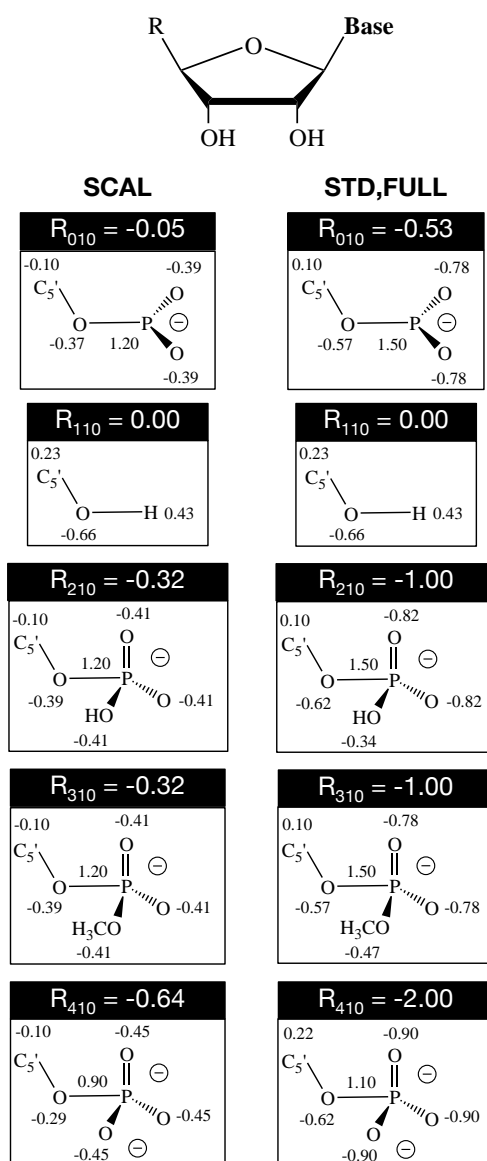 R O Base
OH OH
SCAL STD,FULL
R010 = -0.05 R010 = -0.53
-0.10 -0.39 0.10 -0.78
C5' O C5' O
O P − O P −
-0.37 1.20 O -0.57 1.50 O
-0.39 -0.78
R110 = 0.00 R110 = 0.00
0.23 0.23
C5' C5'
O H 0.43 O H 0.43
-0.66 -0.66
R210 = -0.32 R210 = -1.00
-0.10 -0.41 0.10 -0.82
C5' O − C5' O −
1.20 1.50
O P O P
-0.39 HO O -0.41 -0.62 HO O -0.82
-0.41 -0.34
R310 = -0.32 R310 = -1.00
-0.10 -0.41 0.10 -0.78
C5' O − C5' O −
1.20 1.50
O P O P
-0.39 H3CO O -0.41 -0.57 H3CO O -0.78
-0.41 -0.47
R410 = -0.64 R410 = -2.00
-0.10 -0.45 0.22 -0.90
C5' O − C5' O −
0.90 1.10
O P O P
-0.29 O O -0.45 -0.62 O O -0.90
-0.45 − -0.90 −